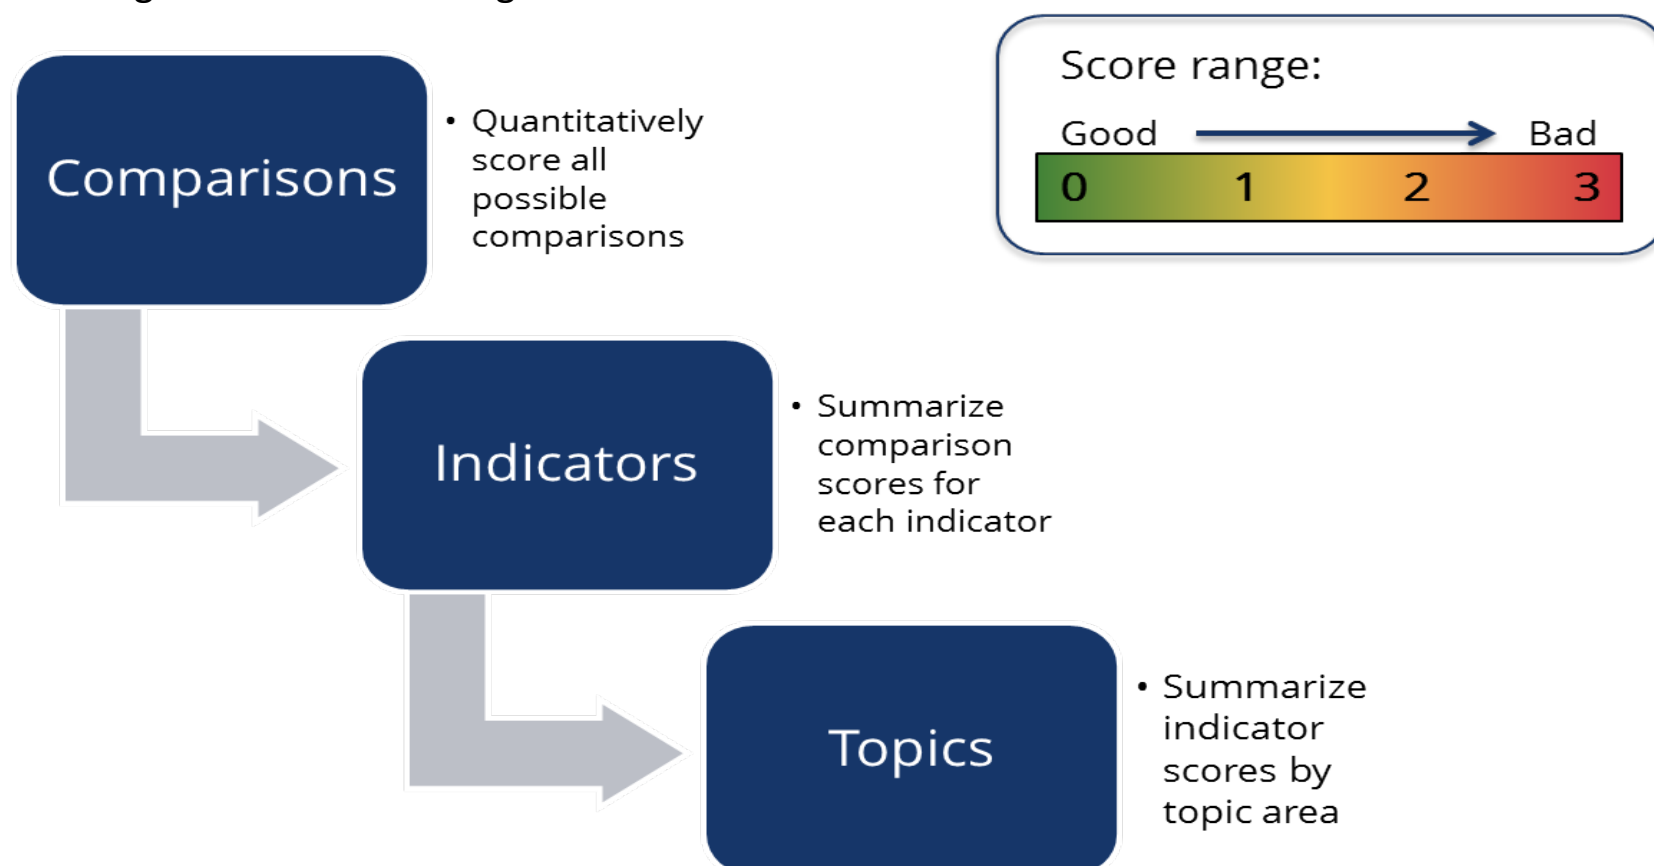 Score range:
Good
Bad
0 1 2 3
Comparisons
• Quantitatively
score all
possible
comparisons
Indicators
• Summarize
comparison
scores for
each indicator
Topics
• Summarize
indicator
scores by
topic area